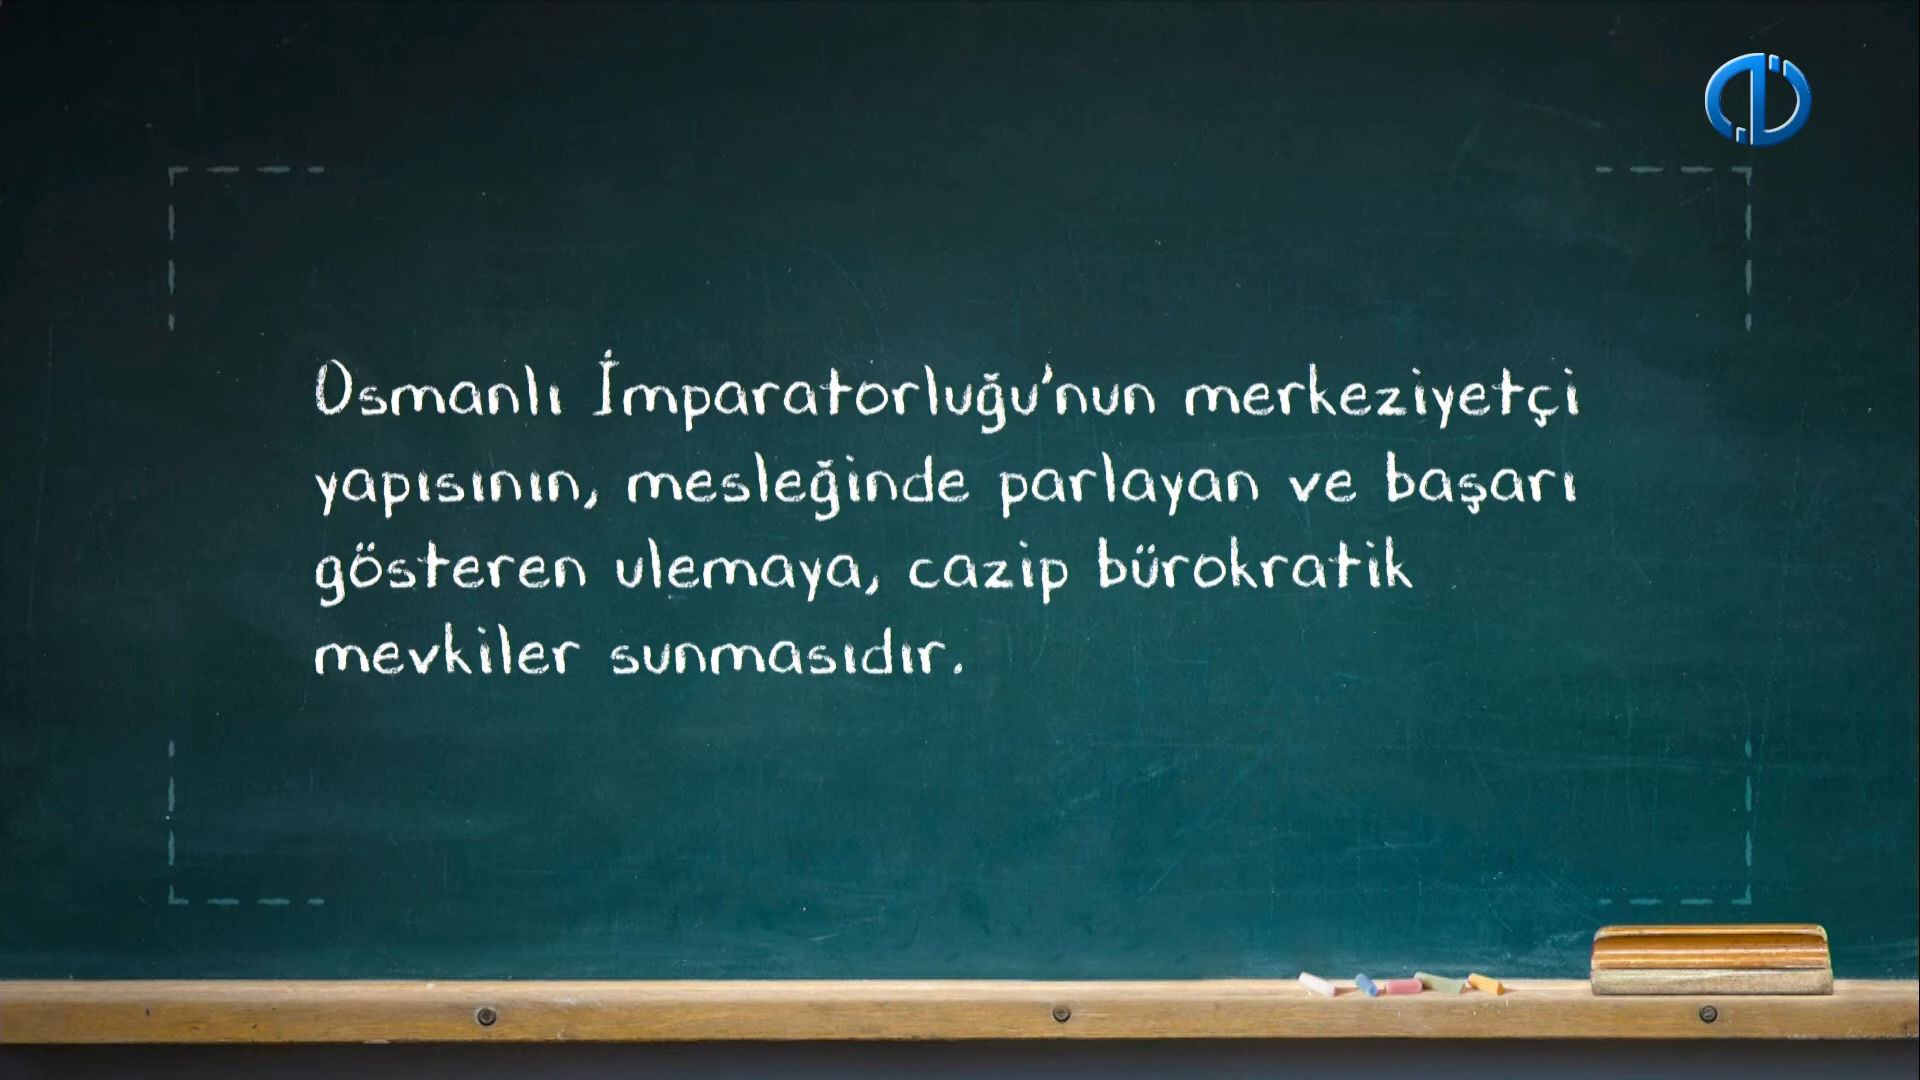 Osmanlı İmparatorluğu'nun merkeziyetçi
yapısının, mesleğinde parlayan ve başarı
gösteren ulemaya, cazip bürokratik
mevkiler sunmasıdır.